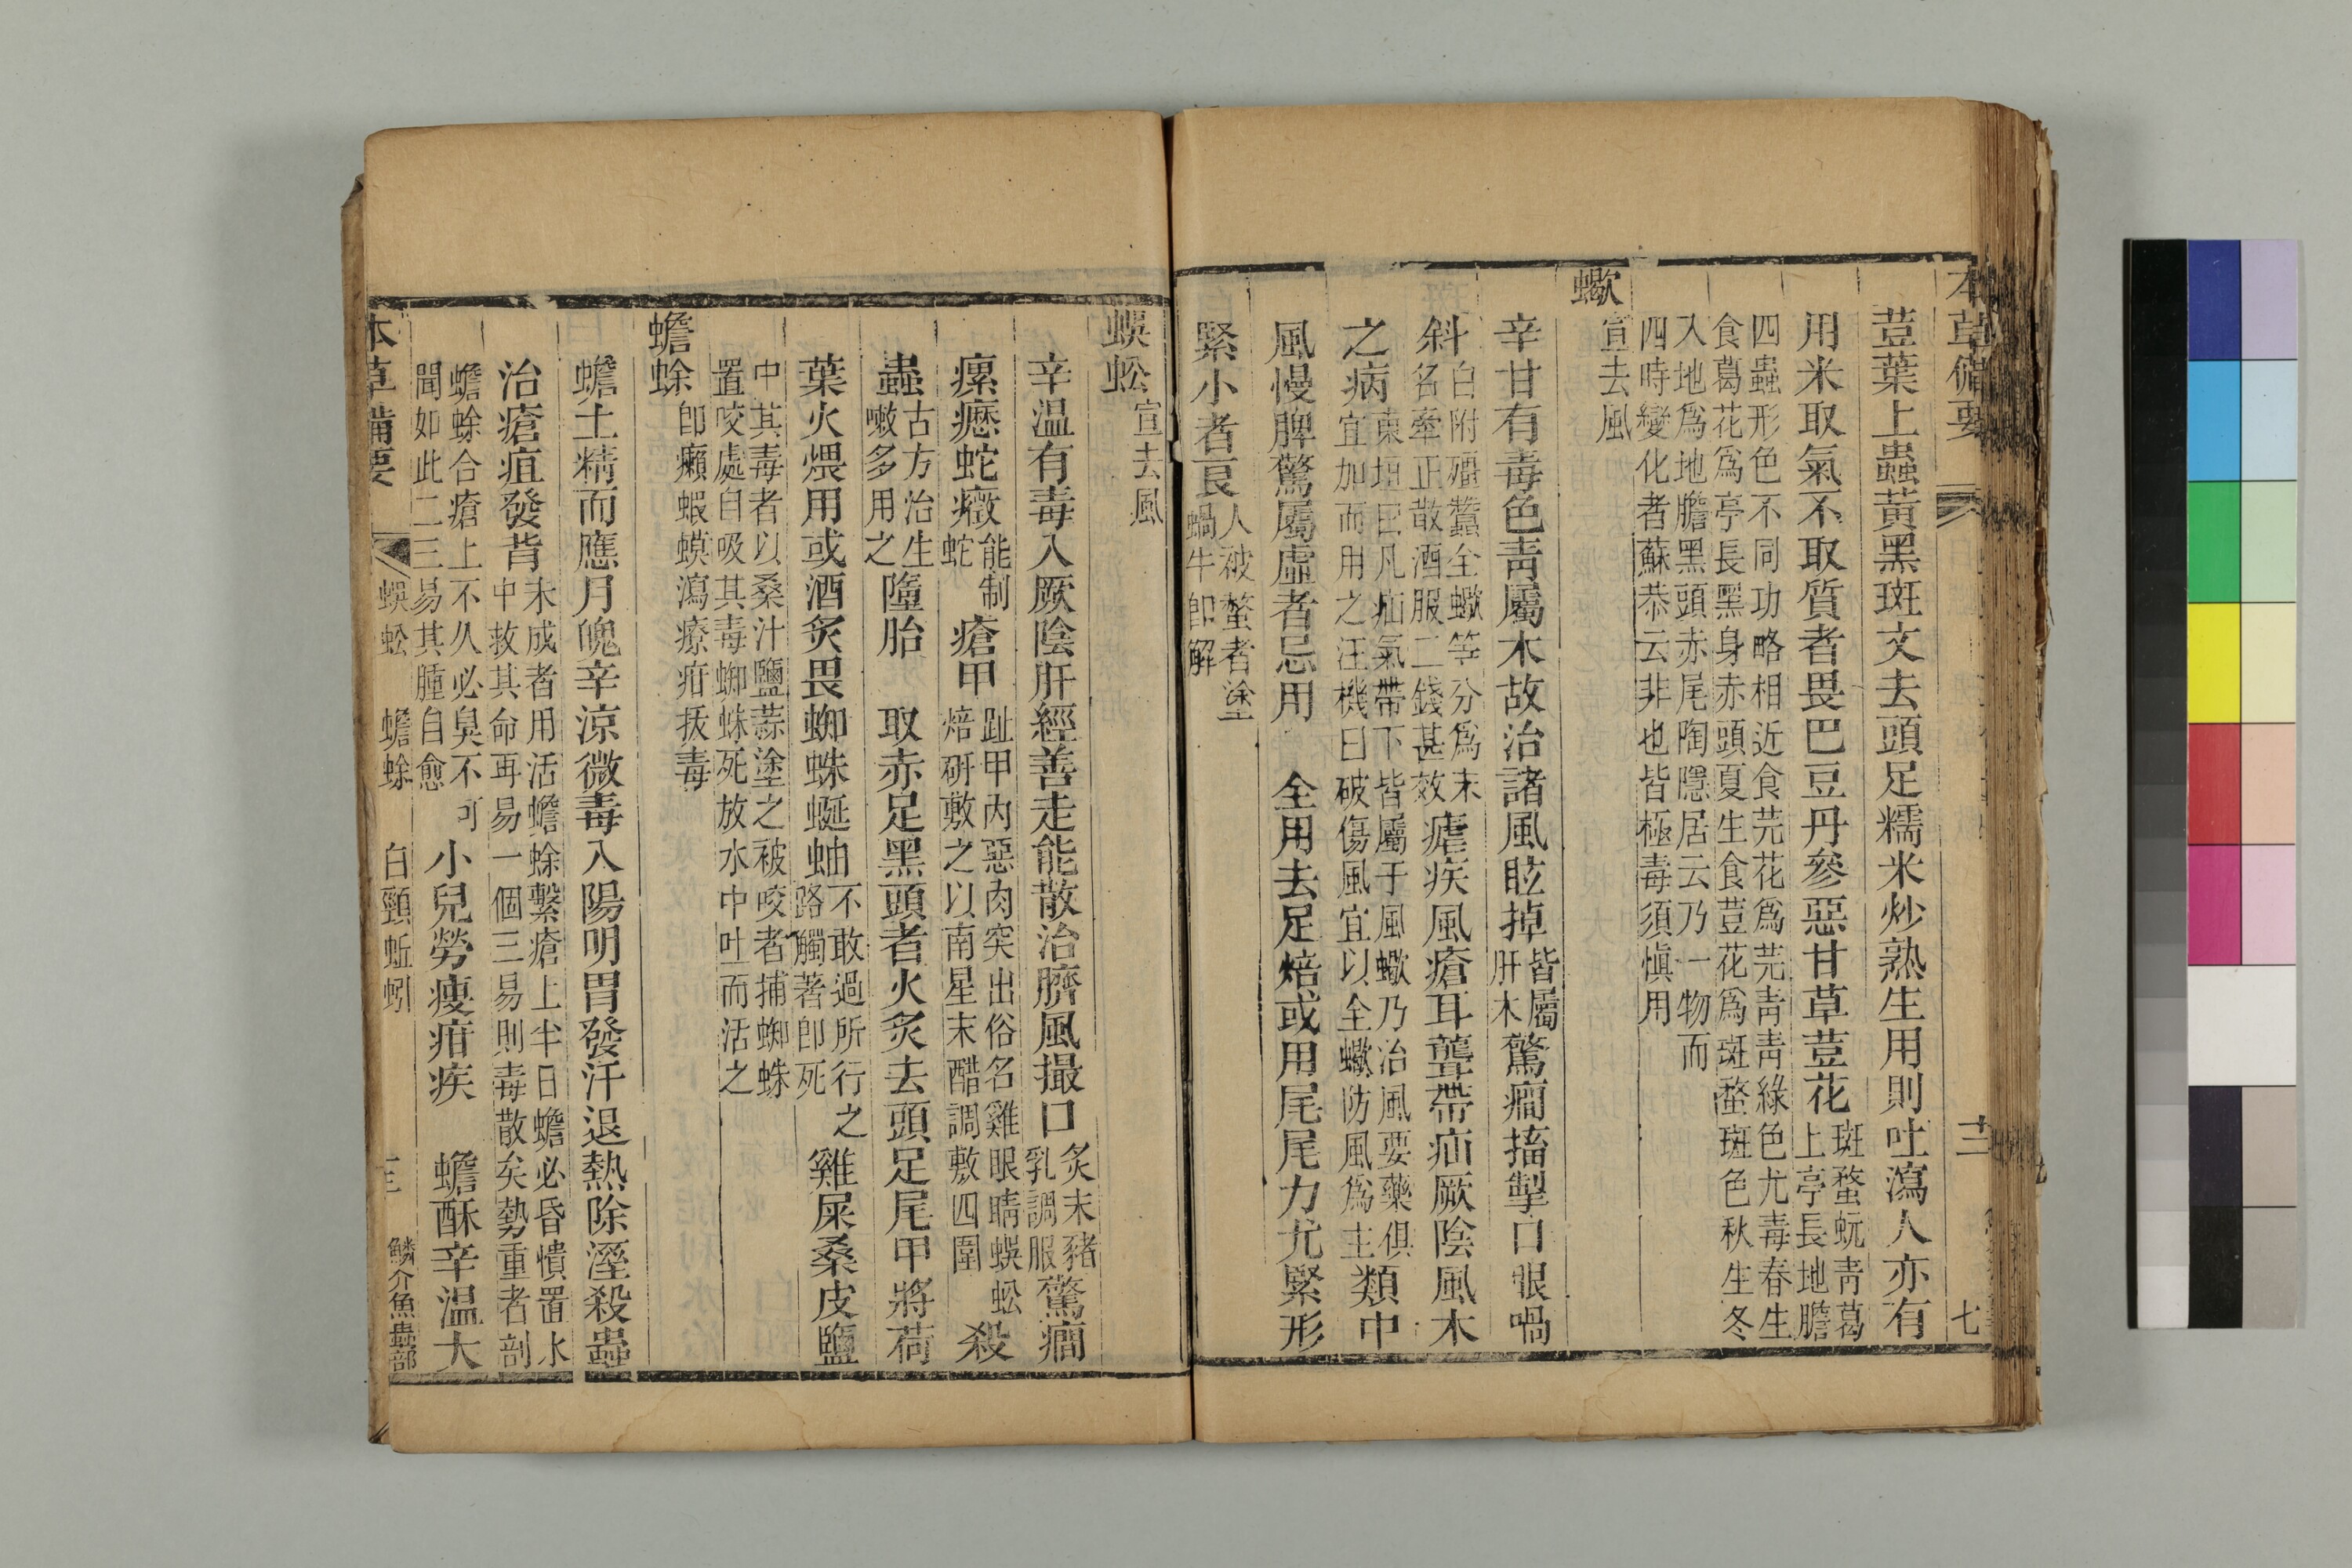 本草備要
十二
七
荳葉上蟲黃黑斑文去頭足糯米炒熟生用則吐瀉人亦有
用米取氣不取質者畏巴豆丹參惡甘草荳花
斑蝥蚖青葛
上亭長地膽
四蟲形色不同功略相近食芫花為芫青青綠色尤毒春生
食葛花為亭長黑身赤頭夏生食荳花為斑蝥斑色秋生冬
入地為地膽黑頭赤尾陶隱居云乃一物而
四時變化者蘇恭云非也皆極毒須慎用
蠍
宣去風
辛甘有毒色青屬木故治諸風眩掉
皆屬
肝木
驚癎搐掣口眼喎
斜
白附殭蠶全蠍等分為末
名牽正散酒服二錢甚效
瘧疾風瘡耳聾帶疝厥陰風木
之病
東垣曰凡疝氣帶下皆屬于風蠍乃治風要藥俱
宜加而用之汪機曰破傷風宜以全蠍防風為主
類中
風慢脾驚屬虛者忌用
全用去足焙或用尾尾力尤緊形
緊小者良
人被螫者塗
蝸牛卽解
蜈蚣
宣去風
辛温有毒入厥陰肝經善走能散治臍風撮口
炙末豬
乳調服
驚癎
瘰癧蛇癥
能制
蛇
瘡甲
趾甲內惡肉突出俗名雞眼睛蜈蚣
焙研敷之以南星末醋調敷四圍
殺
蟲
古方治生
嗽多用之
墮胎
取赤足黑頭者火炙去頭足尾甲將荷
葉火煨用或酒炙畏蜘蛛蜒蚰
不敢過所行之
路觸著卽死
雞屎桑皮鹽
中其毒者以桑汁鹽蒜塗之被咬者捕蜘蛛
置咬處自吸其毒蜘蛛死放水中吐而活之
蟾蜍
卽癩蝦蟆瀉療疳拔毒
蟾土精而應月魄辛涼微毒入陽明胃發汗退熱除溼殺蟲
治瘡疽發背
未成者用活蟾蜍繫瘡上半日蟾必昏憒置水
中救其命再易一個三易則毒散矣勢重者剖
蟾蜍合瘡上不久必臭不可
聞如此二三易其腫自愈
小兒勞瘦疳疾
蟾酥辛温大
本草備要
蜈蚣
蟾蜍
白頸蚯蚓
鱗介魚蟲部